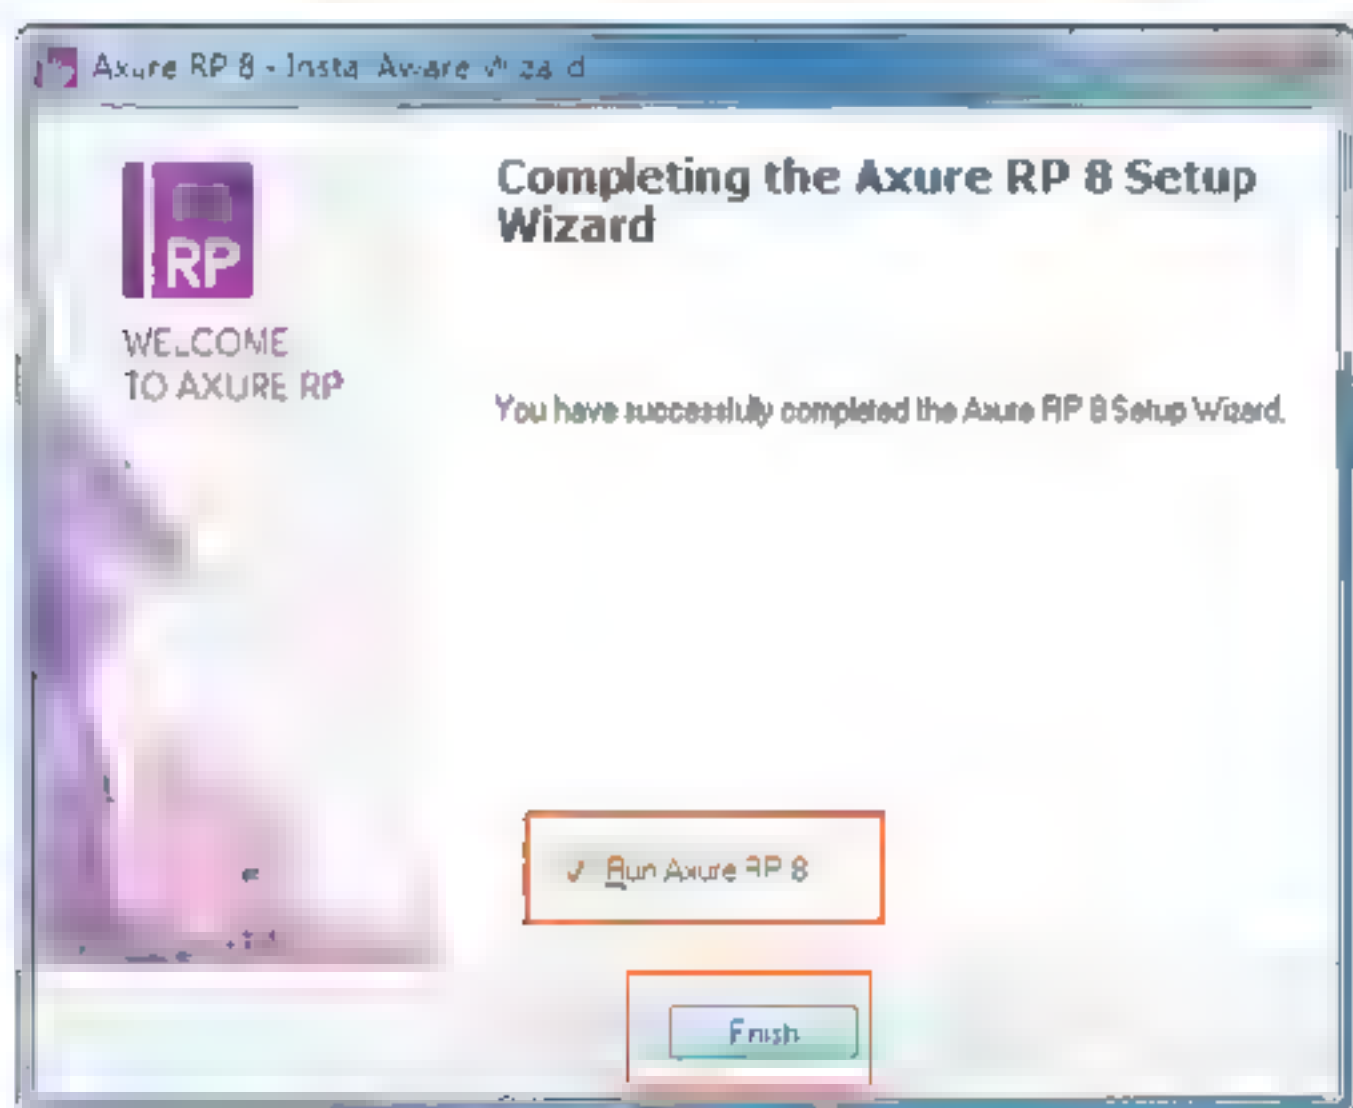 Axure RP 8 - InstallAware Wizard
RP
WELCOME
TO AXURE RP
Completing the Axure RP 8 Setup
Wizard
You have successfully completed the Axure RP 8 Setup Wizard.
✓ Run Axure RP 8
Finish